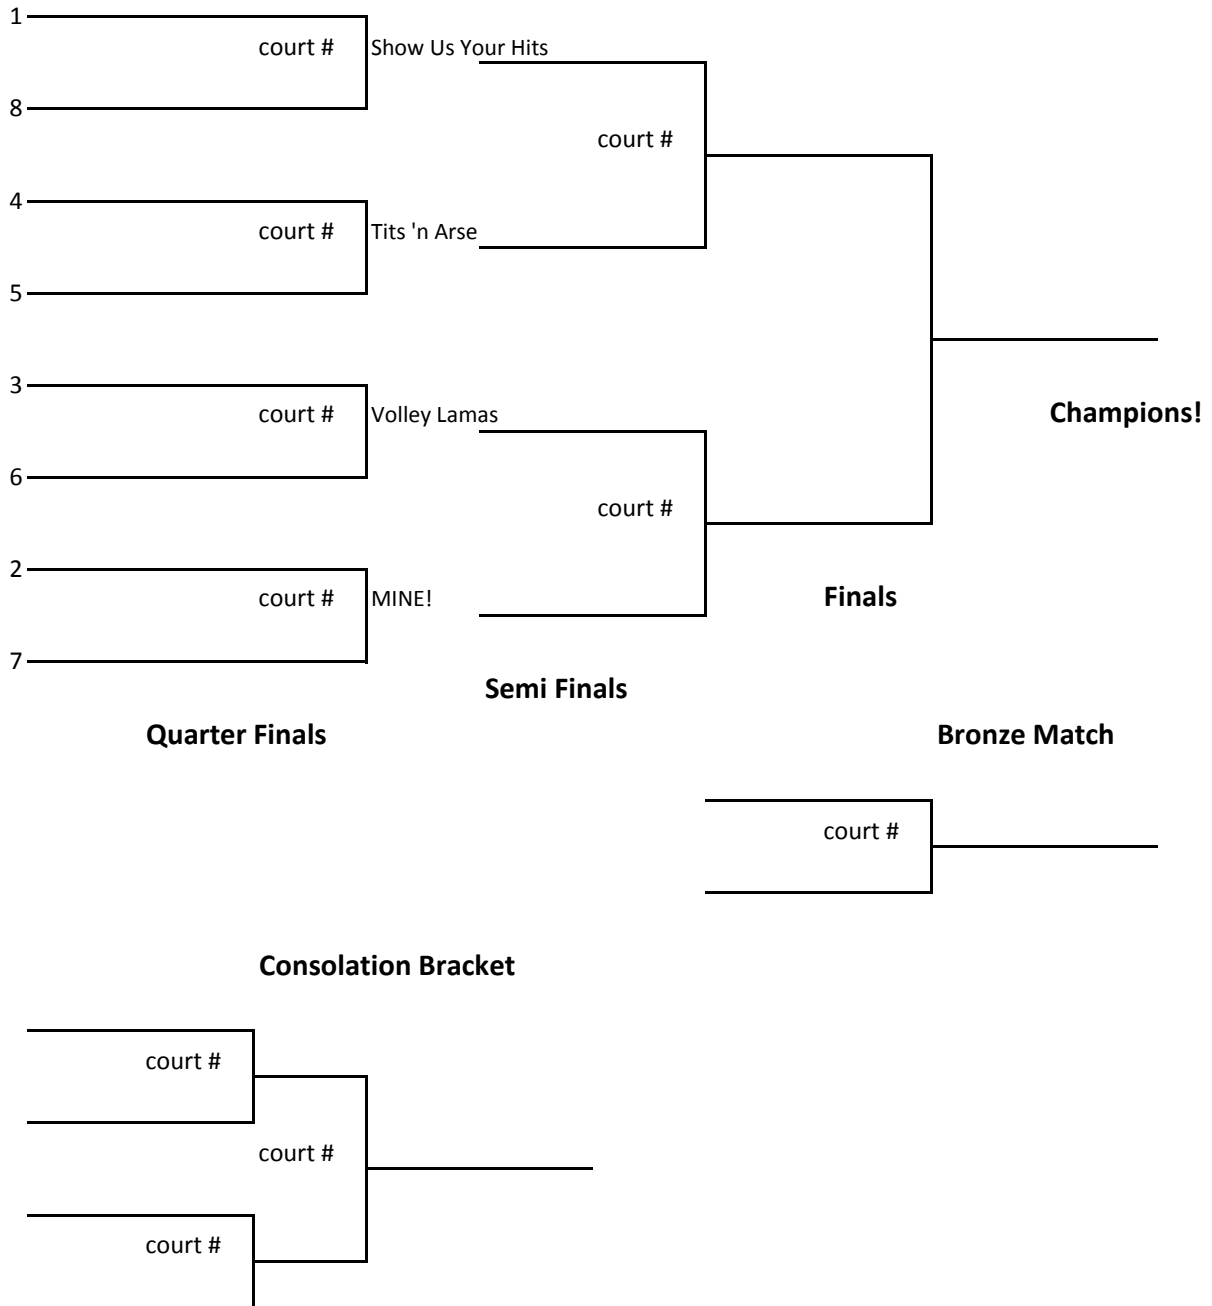 1
court # Show Us Your Hits
8
court #
4
court # Tits 'n Arse
5
3
court # Volley Lamas
Champions!
6
court #
2
court # MINE!
Finals
7
Semi Finals
Quarter Finals
Bronze Match
court #
Consolation Bracket
court #
court #
court #